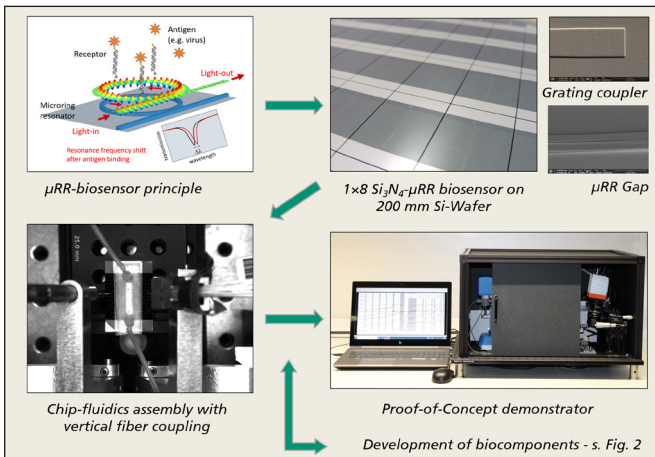 Antigen
(e.g. virus)
Receptor
Light-out
Microring
resonator
Light-in
Resonance frequency shift
after antigen binding
transmission
Δλ
wavelength
μRR-biosensor principle
1×8 Si₃N₄-μRR biosensor on
200 mm Si-Wafer
Grating coupler
μRR Gap
25.0 mm
Chip-fluidics assembly with
vertical fiber coupling
Proof-of-Concept demonstrator
Development of biocomponents - s. Fig. 2